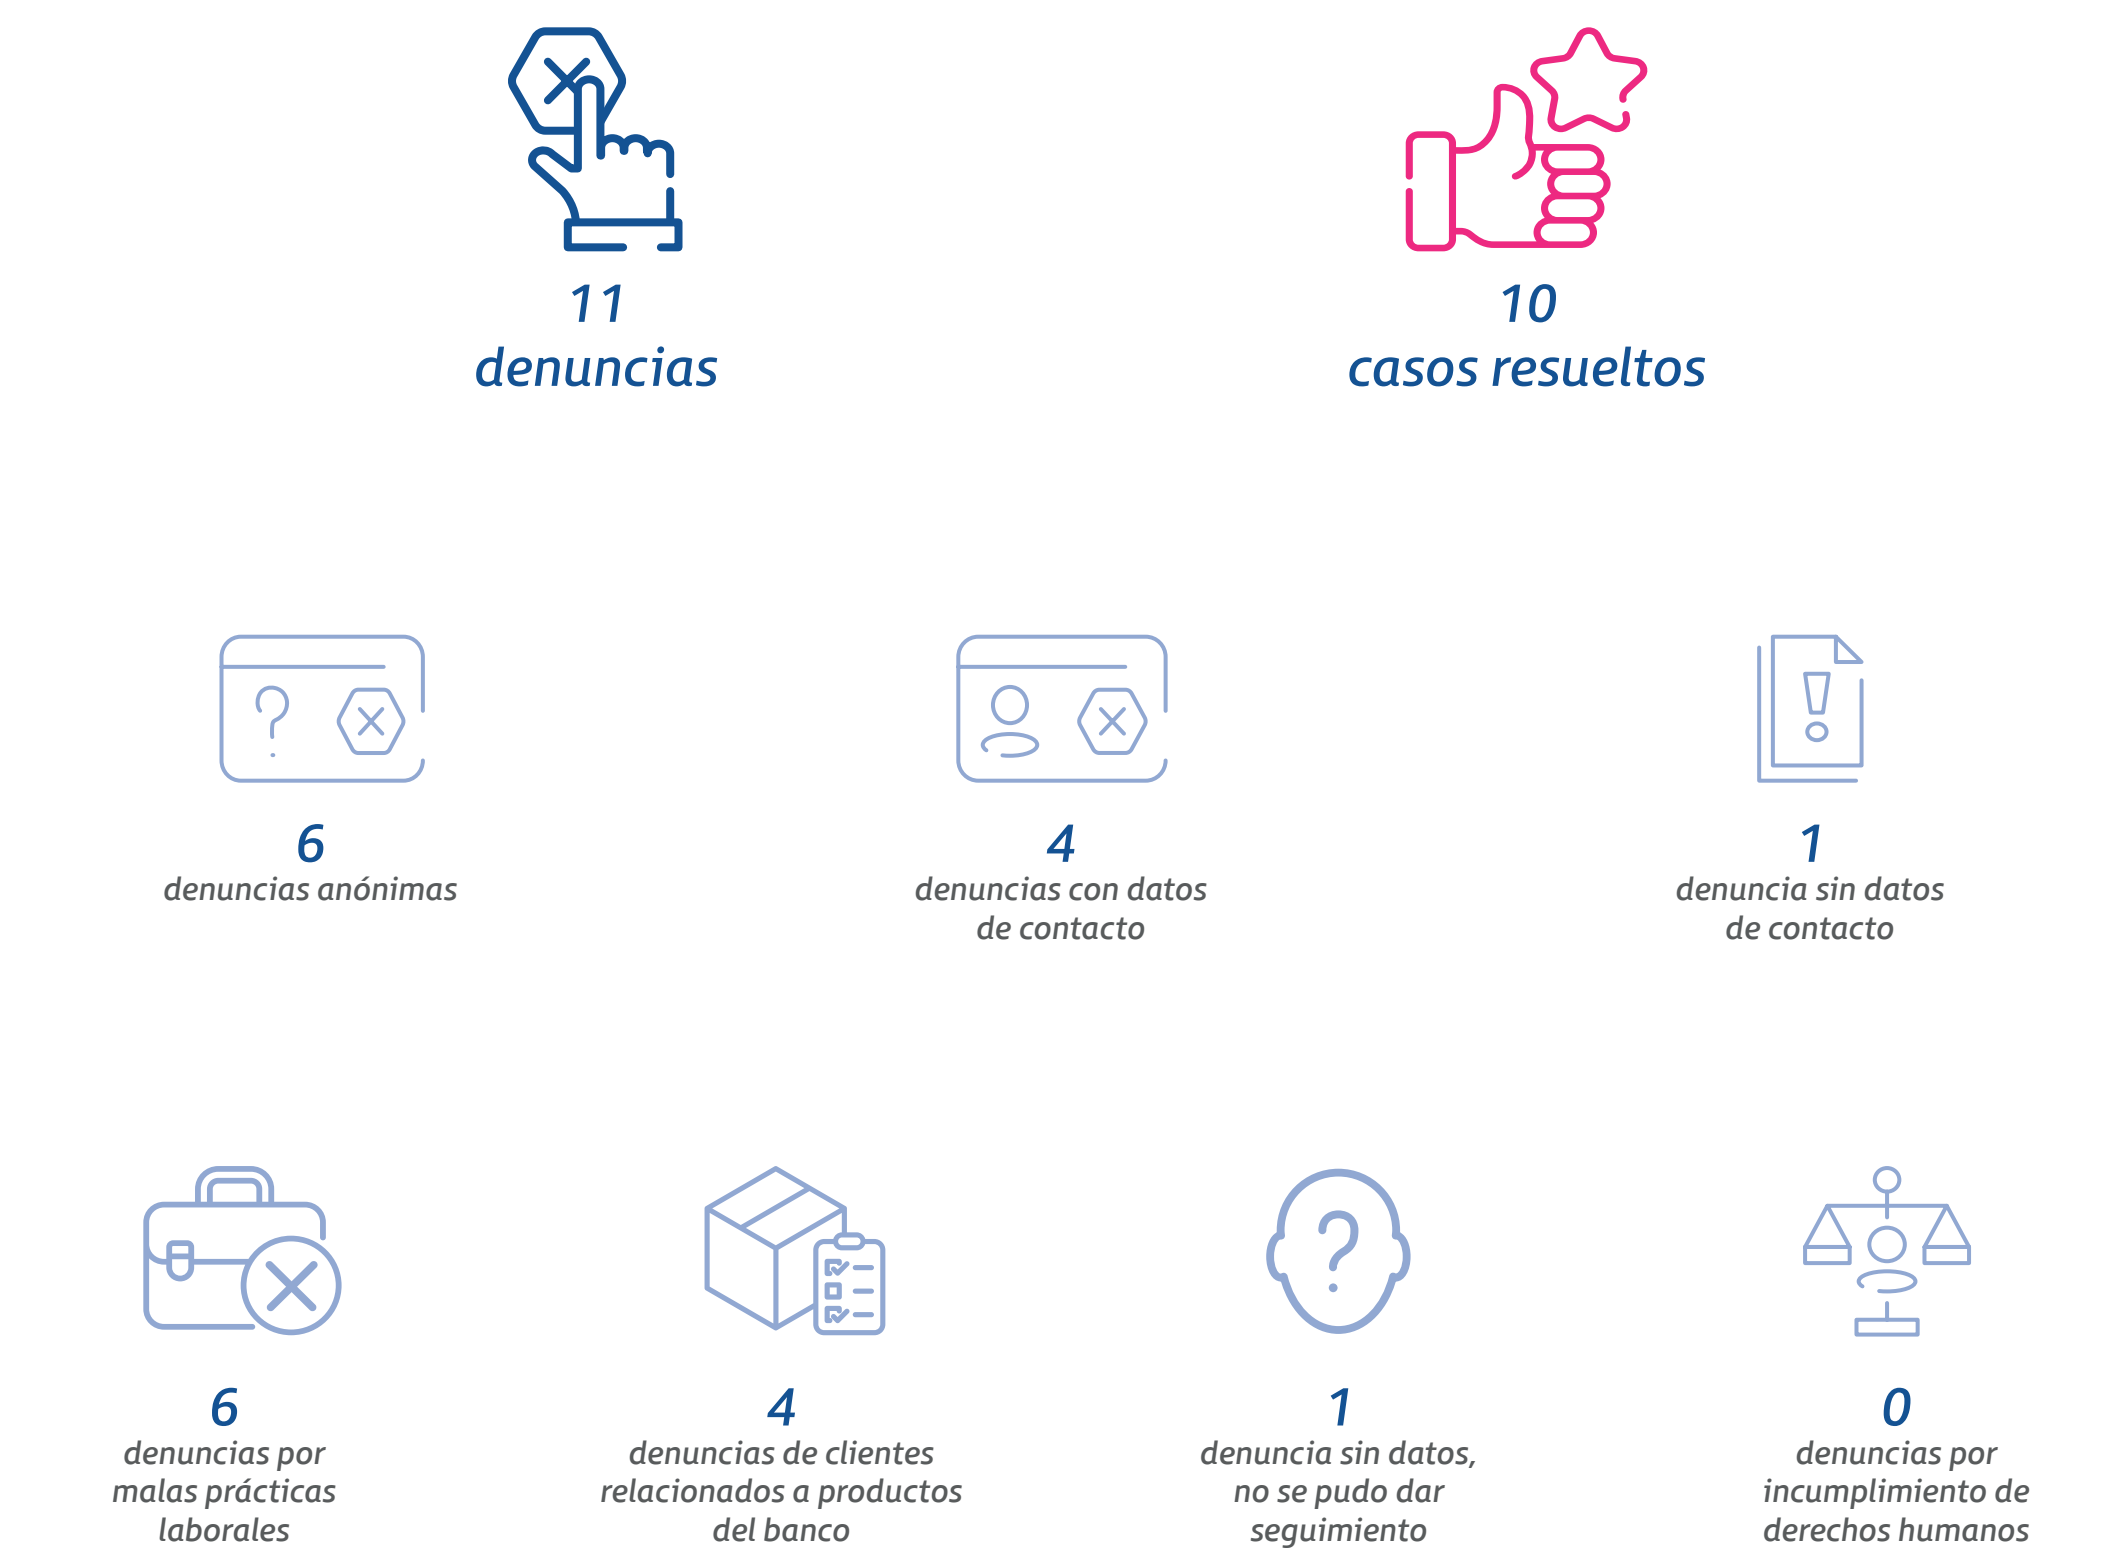 11
denuncias
10
casos resueltos
6
denuncias anónimas
4
denuncias con datos
de contacto
1
denuncia sin datos
de contacto
6
denuncias por
malas prácticas
laborales
4
denuncias de clientes
relacionados a productos
del banco
1
denuncia sin datos,
no se pudo dar
seguimiento
0
denuncias por
incumplimiento de
derechos humanos